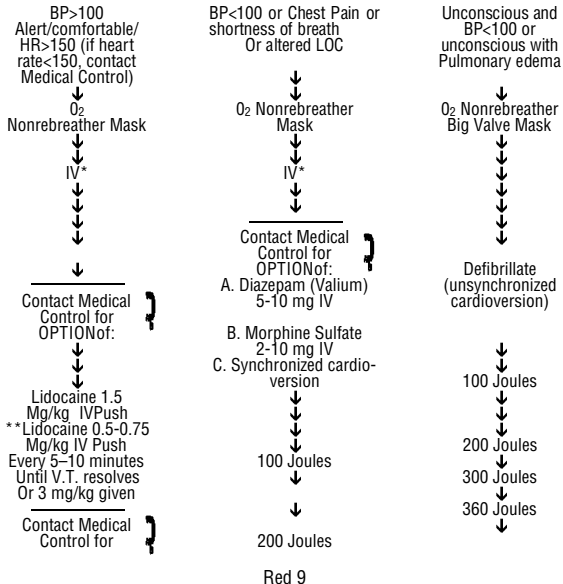 BP>100
Alert/comfortable/
HR>150 (if heart
rate<150, contact
Medical Control)
O₂
Nonrebreather Mask
IV*
Contact Medical
Control for
OPTIONof:
Lidocaine 1.5
Mg/kg IVPush
**Lidocaine 0.5-0.75
Mg/kg IV Push
Every 5–10 minutes
Until V.T. resolves
Or 3 mg/kg given
Contact Medical
Control for
BP<100 or Chest Pain or
shortness of breath
Or altered LOC
O₂ Nonrebreather
Mask
IV*
Contact Medical
Control for
OPTIONof:
A. Diazepam (Valium)
5-10 mg IV
B. Morphine Sulfate
2-10 mg IV
C. Synchronized cardio-
version
100 Joules
200 Joules
Unconscious and
BP<100 or
unconscious with
Pulmonary edema
O₂ Nonrebreather
Big Valve Mask
Defibrillate
(unsynchronized
cardioversion)
100 Joules
200 Joules
300 Joules
360 Joules
Red 9